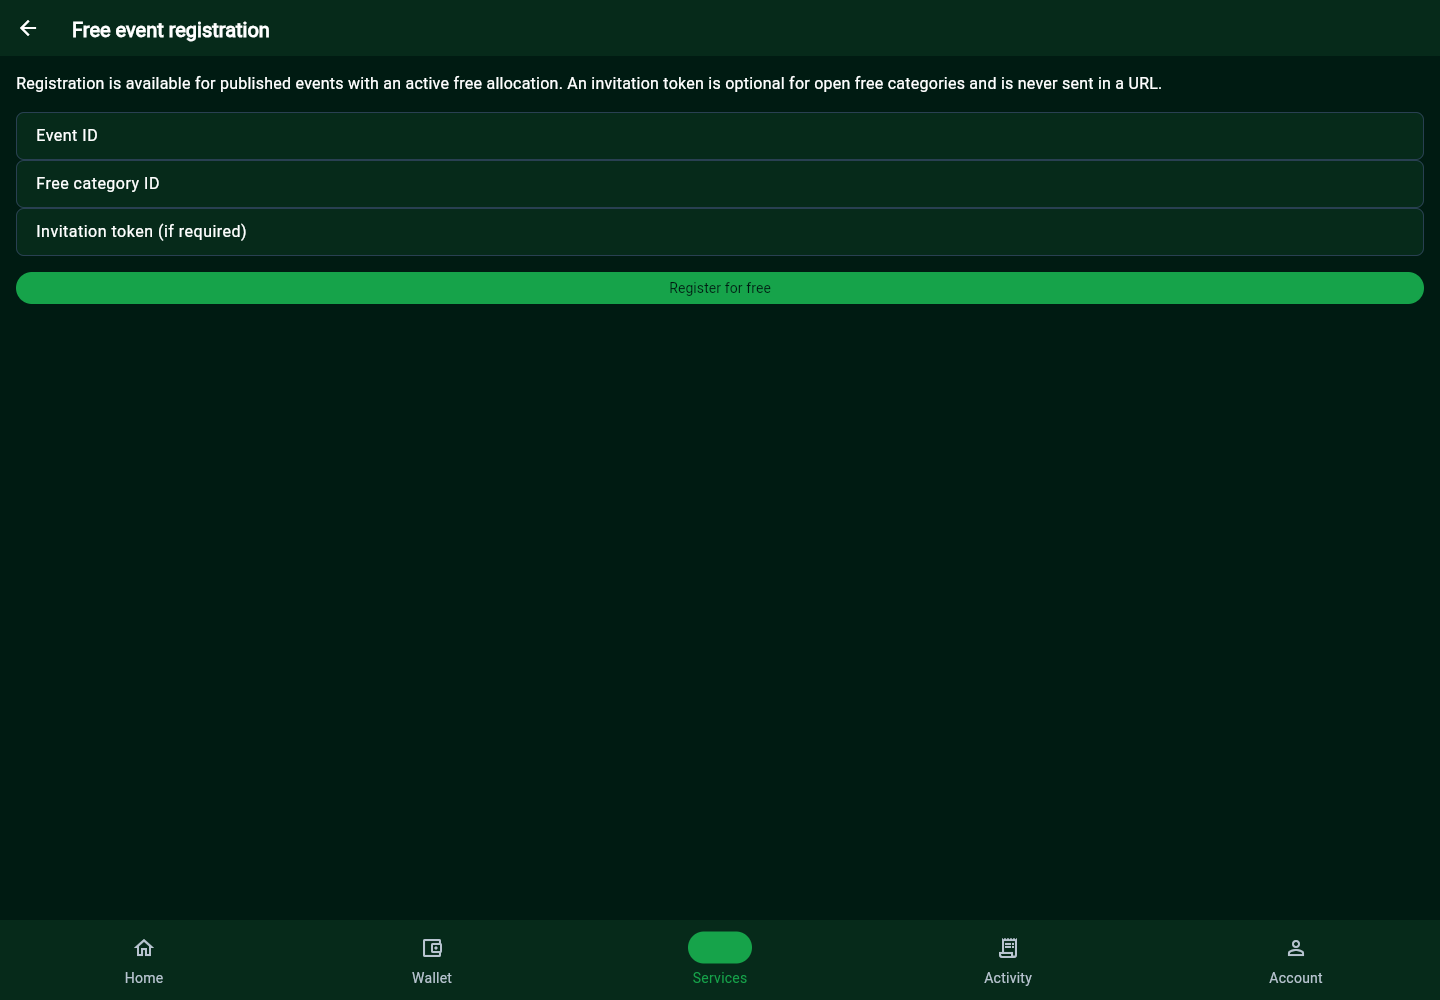 Free event registration
Registration is available for published events with an active free allocation. An invitation token is optional for open free categories and is never sent in a URL.
Event ID
Free category ID
Invitation token (if required)
Register for free
Home
Wallet
Services
Activity
Account